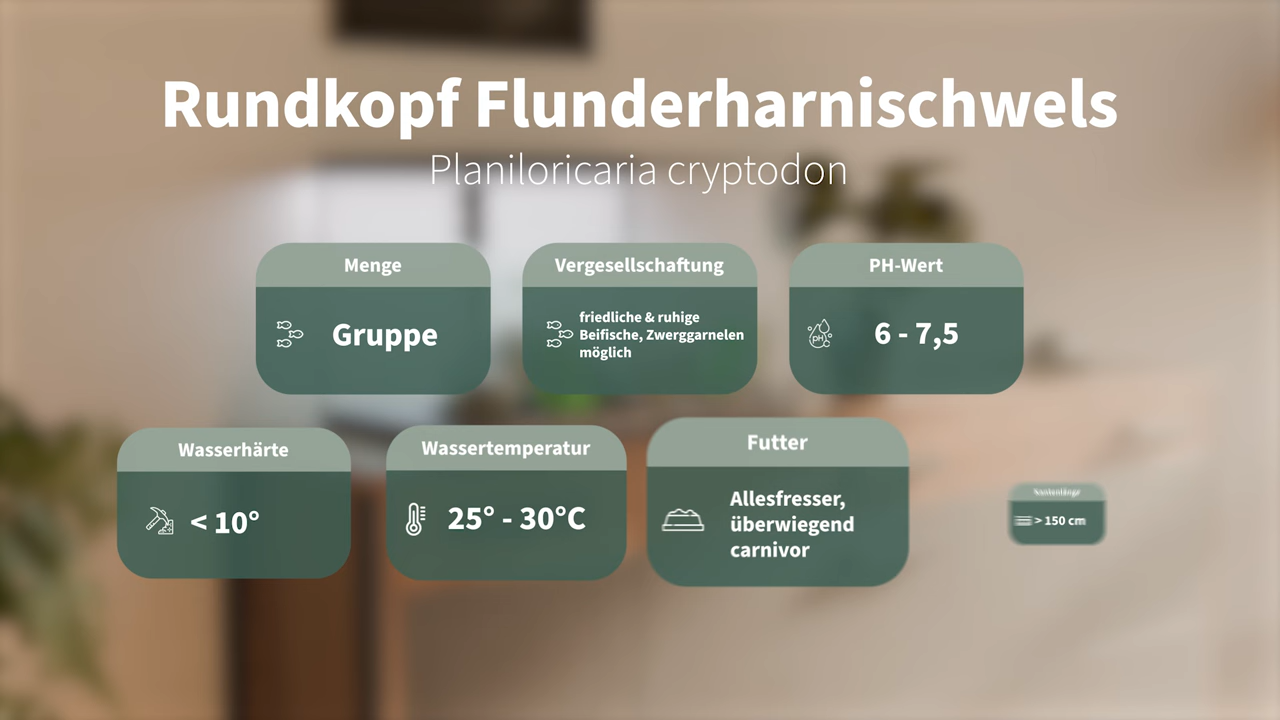 Rundkopf Flunderharnischwels
Planiloricaria cryptodon
Menge
Gruppe
Vergesellschaftung
friedliche & ruhige
Beifische, Zwerggarnelen
möglich
PH-Wert
pH
6 - 7,5
Wasserhärte
< 10°
Wassertemperatur
25° - 30°C
Futter
Allesfresser,
überwiegend
carnivor
> 150 cm